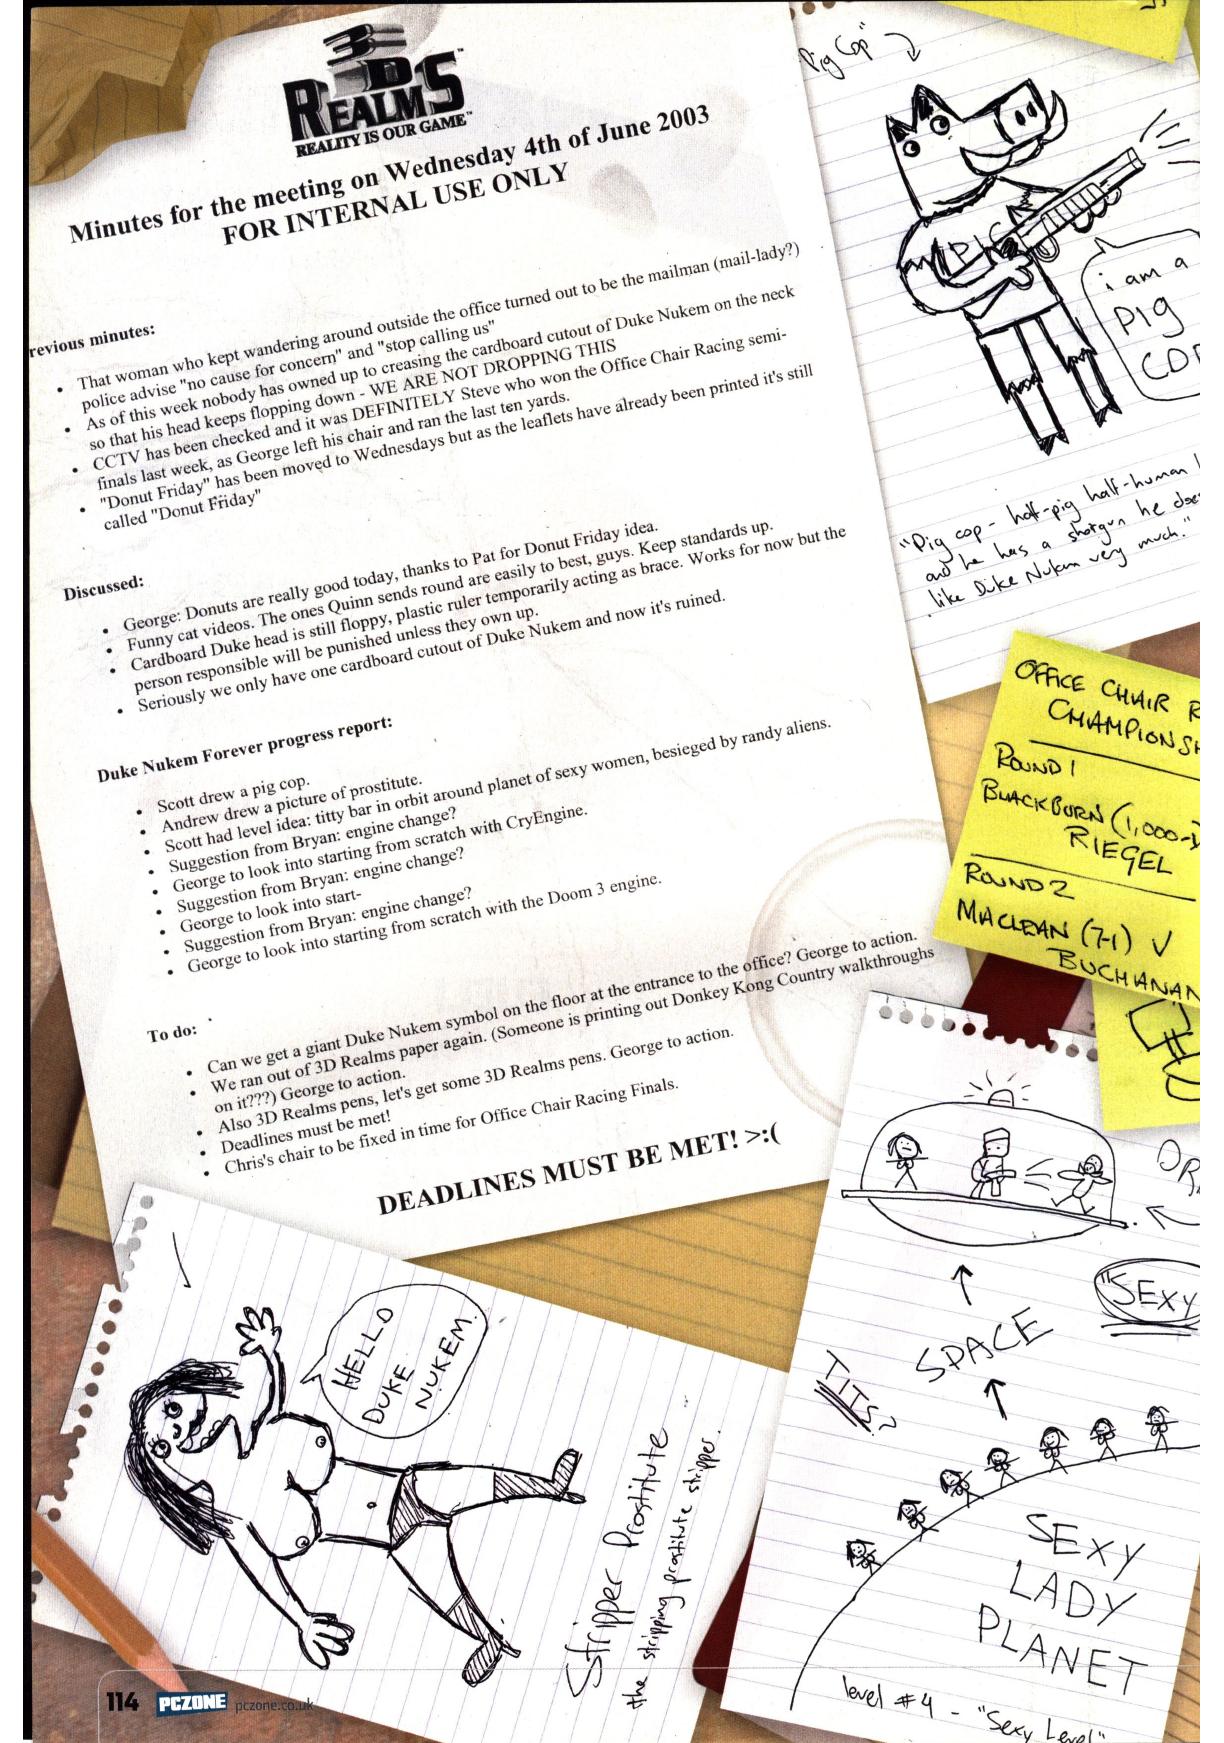 3D
REALMS™
REALITY IS OUR GAME™
Minutes for the meeting on Wednesday 4th of June 2003
FOR INTERNAL USE ONLY
revious minutes:
• That woman who kept wandering around outside the office turned out to be the mailman (mail-lady?)
police advise "no cause for concern" and "stop calling us"
• As of this week nobody has owned up to creasing the cardboard cutout of Duke Nukem on the neck
so that his head keeps flopping down - WE ARE NOT DROPPING THIS
• CCTV has been checked and it was DEFINITELY Steve who won the Office Chair Racing semi-
finals last week, as George left his chair and ran the last ten yards.
• "Donut Friday" has been moved to Wednesdays but as the leaflets have already been printed it's still
called "Donut Friday"
Discussed:
• George: Donuts are really good today, thanks to Pat for Donut Friday idea.
• Funny cat videos. The ones Quinn sends round are easily to best, guys. Keep standards up.
• Cardboard Duke head is still floppy, plastic ruler temporarily acting as brace. Works for now but the
person responsible will be punished unless they own up.
• Seriously we only have one cardboard cutout of Duke Nukem and now it's ruined.
Duke Nukem Forever progress report:
• Scott drew a pig cop.
• Andrew drew a picture of prostitute.
• Scott had level idea: titty bar in orbit around planet of sexy women, besieged by randy aliens.
• Suggestion from Bryan: engine change?
• George to look into starting from scratch with CryEngine.
• Suggestion from Bryan: engine change?
• George to look into start-
• Suggestion from Bryan: engine change?
• George to look into starting from scratch with the Doom 3 engine.
To do:
• Can we get a giant Duke Nukem symbol on the floor at the entrance to the office? George to action.
• We ran out of 3D Realms paper again. (Someone is printing out Donkey Kong Country walkthroughs
on it???) George to action.
• Also 3D Realms pens, let's get some 3D Realms pens. George to action.
• Deadlines must be met!
• Chris's chair to be fixed in time for Office Chair Racing Finals.
DEADLINES MUST BE MET! >:(
Pig Cop"
PIG
i am a
PIG
COP
"Pig cop - half-pig half-human
and he has a shotgun he does
like Duke Nukem very much."
OFFICE CHAIR R
CHAMPIONSH
ROUND 1
BLACKBURN (1,000-1)
RIEGEL
ROUND 2
MACLEAN (7-1) ✓
BUCHANAN
OR
"SEXY
SPACE
TITS?
SEXY
LADY
PLANET
level #4 - "Sexy Level"
HELLO
DUKE
NUKEM.
Stripper Prostitute ...
the stripping prostitute stripper.
114 PCZONE pczone.co.uk